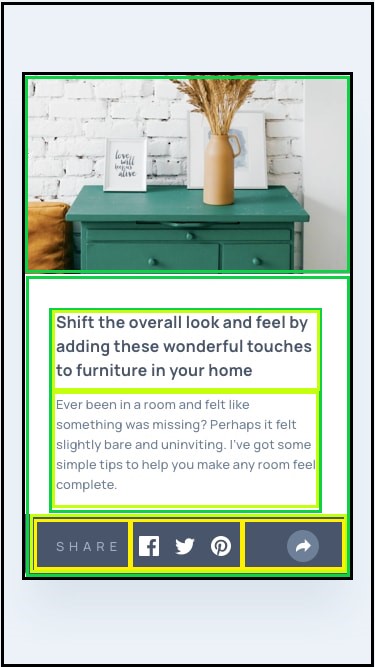 love
will
keep us
alive
Shift the overall look and feel by
adding these wonderful touches
to furniture in your home
Ever been in a room and felt like
something was missing? Perhaps it felt
slightly bare and uninviting. I've got some
simple tips to help you make any room feel
complete.
SHARE